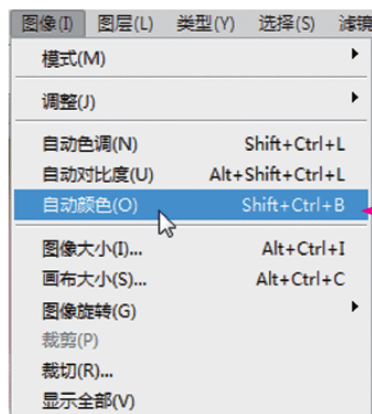 图像(I) 图层(L) 类型(Y) 选择(S) 滤镜
模式(M)
调整(J)
自动色调(N) Shift+Ctrl+L
自动对比度(U) Alt+Shift+Ctrl+L
自动颜色(O) Shift+Ctrl+B
图像大小(I)... Alt+Ctrl+I
画布大小(S)... Alt+Ctrl+C
图像旋转(G)
裁剪(P)
裁切(R)...
显示全部(V)